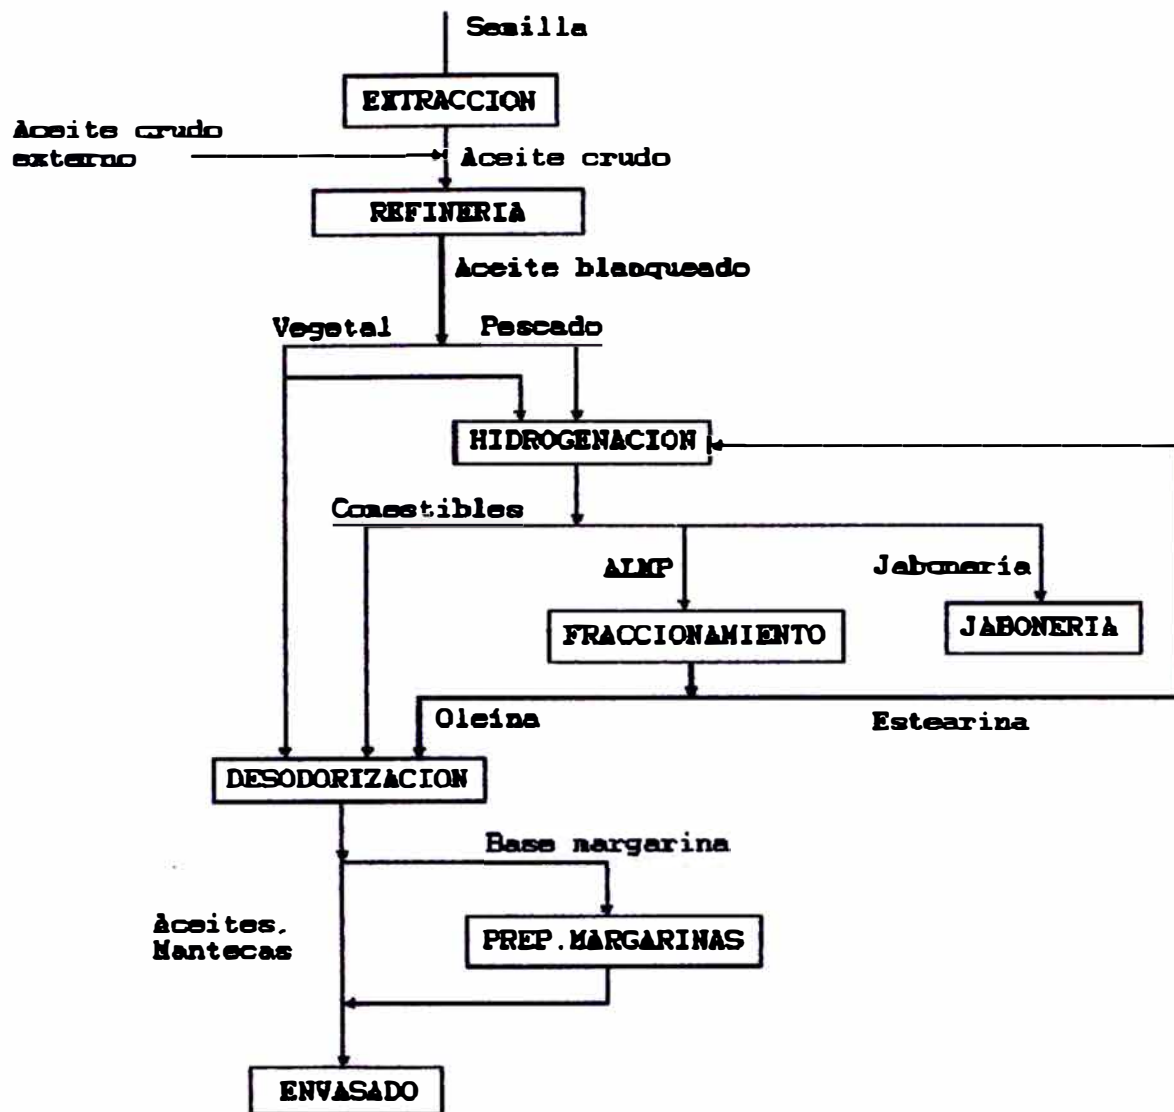 Semilla
EXTRACCION
Aceite crudo
externo
Aceite crudo
REFINERIA
Aceite blanqueado
Vegetal
Pescado
HIDROGENACION
Comestibles
ALMP
Jabonería
FRACCIONAMIENTO
JABONERIA
Oleína
Estearina
DESODORIZACION
Base margarina
Aceites,
Mantecas
PREP.MARGARINAS
ENVASADO